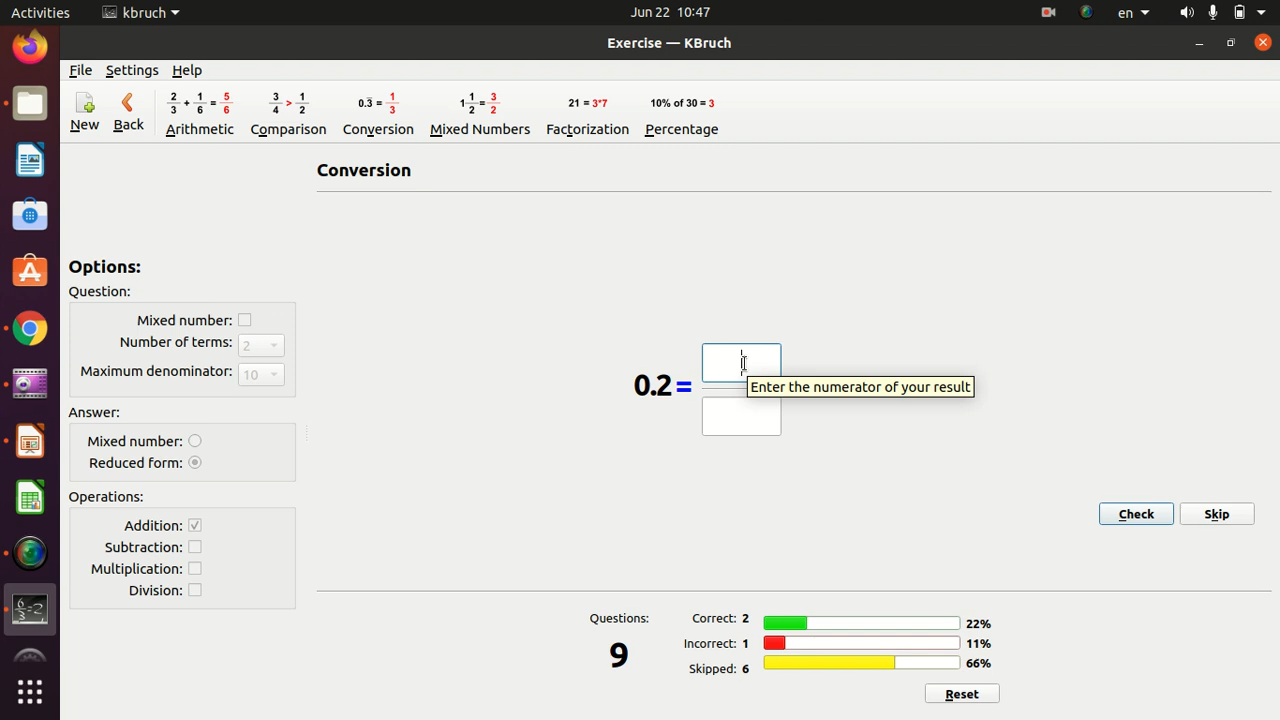 Activities kbruch Jun 22 10:47 en
Exercise — KBruch
File Settings Help
New Back
2/3 + 1/6 = 5/6 Arithmetic
3/4 > 1/2 Comparison
0.3̅ = 1/3 Conversion
1 1/2 = 3/2 Mixed Numbers
21 = 3*7 Factorization
10% of 30 = 3 Percentage
Conversion
Options:
Question:
Mixed number:
Number of terms: 2
Maximum denominator: 10
Answer:
Mixed number:
Reduced form:
Operations:
Addition:
Subtraction:
Multiplication:
Division:
0.2 =
Enter the numerator of your result
Check Skip
Questions: 9
Correct: 2 22%
Incorrect: 1 11%
Skipped: 6 66%
Reset
6/3=2